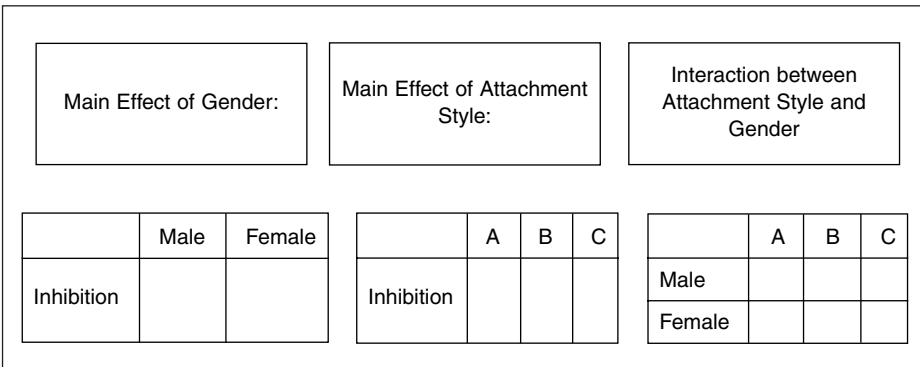 Main Effect of Gender:
Main Effect of Attachment
Style:
Interaction between
Attachment Style and
Gender
Male Female
Inhibition
A B C
Inhibition
A B C
Male
Female